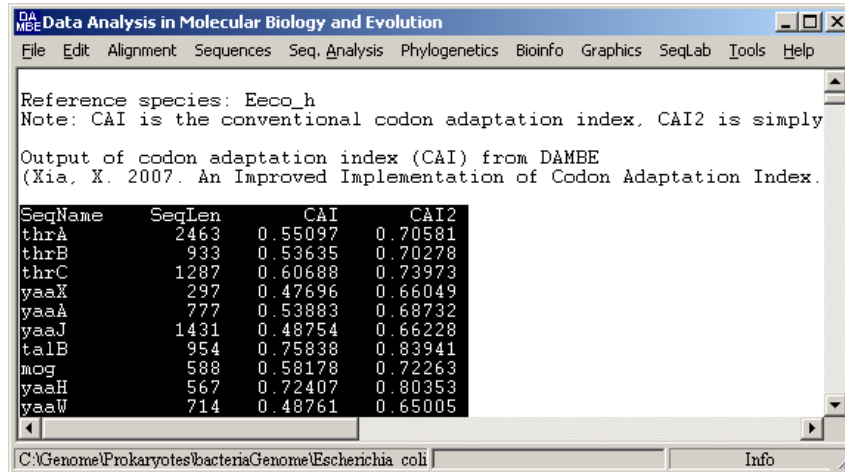 DAMBE Data Analysis in Molecular Biology and Evolution
File Edit Alignment Sequences Seq. Analysis Phylogenetics Bioinfo Graphics SeqLab Tools Help
Reference species: Eeco_h
Note: CAI is the conventional codon adaptation index, CAI2 is simply
Output of codon adaptation index (CAI) from DAMBE
(Xia, X. 2007. An Improved Implementation of Codon Adaptation Index.
SeqName SeqLen CAI CAI2
thrA 2463 0.55097 0.70581
thrB 933 0.53635 0.70278
thrC 1287 0.60688 0.73973
yaaX 297 0.47696 0.66049
yaaA 777 0.53883 0.68732
yaaJ 1431 0.48754 0.66228
talB 954 0.75838 0.83941
mog 588 0.58178 0.72263
yaaH 567 0.72407 0.80353
yaaW 714 0.48761 0.65005
C:\Genome\Prokaryotes\bacteriaGenome\Escherichia coli Info